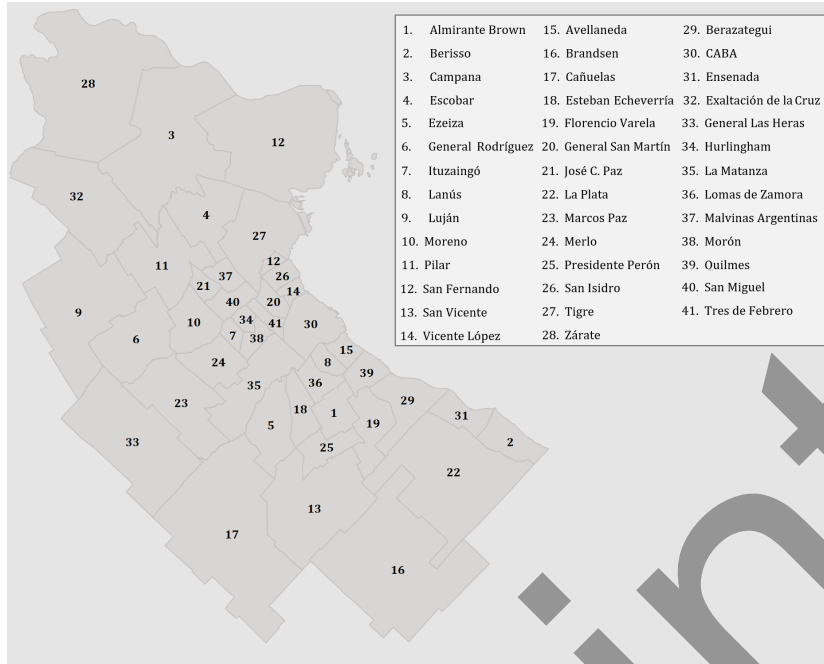 1. Almirante Brown 15. Avellaneda 29. Berazategui
2. Berisso 16. Brandsen 30. CABA
3. Campana 17. Cañuelas 31. Ensenada
4. Escobar 18. Esteban Echeverría 32. Exaltación de la Cruz
5. Ezeiza 19. Florencio Varela 33. General Las Heras
6. General Rodríguez 20. General San Martín 34. Hurlingham
7. Ituzaingó 21. José C. Paz 35. La Matanza
8. Lanús 22. La Plata 36. Lomas de Zamora
9. Luján 23. Marcos Paz 37. Malvinas Argentinas
10. Moreno 24. Merlo 38. Morón
11. Pilar 25. Presidente Perón 39. Quilmes
12. San Fernando 26. San Isidro 40. San Miguel
13. San Vicente 27. Tigre 41. Tres de Febrero
14. Vicente López 28. Zárate
28
3
12
32
4
27
11
12
37
26
21
14
40
20
9
10
34
41
30
7
38
6
15
24
8
39
35
36
23
29
18
1
31
5
19
33
25
2
22
13
17
16
int